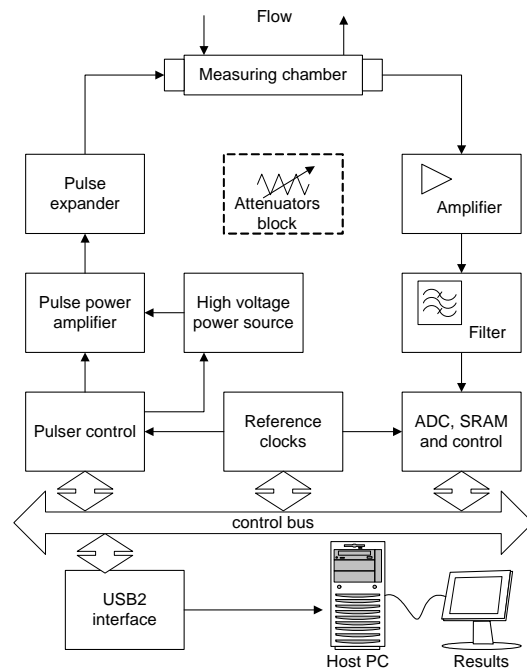 Flow
Measuring chamber
Pulse
expander
Attenuators
block
Amplifier
Pulse power
amplifier
High voltage
power source
Filter
Pulser control
Reference
clocks
ADC, SRAM
and control
control bus
USB2
interface
Host PC
Results